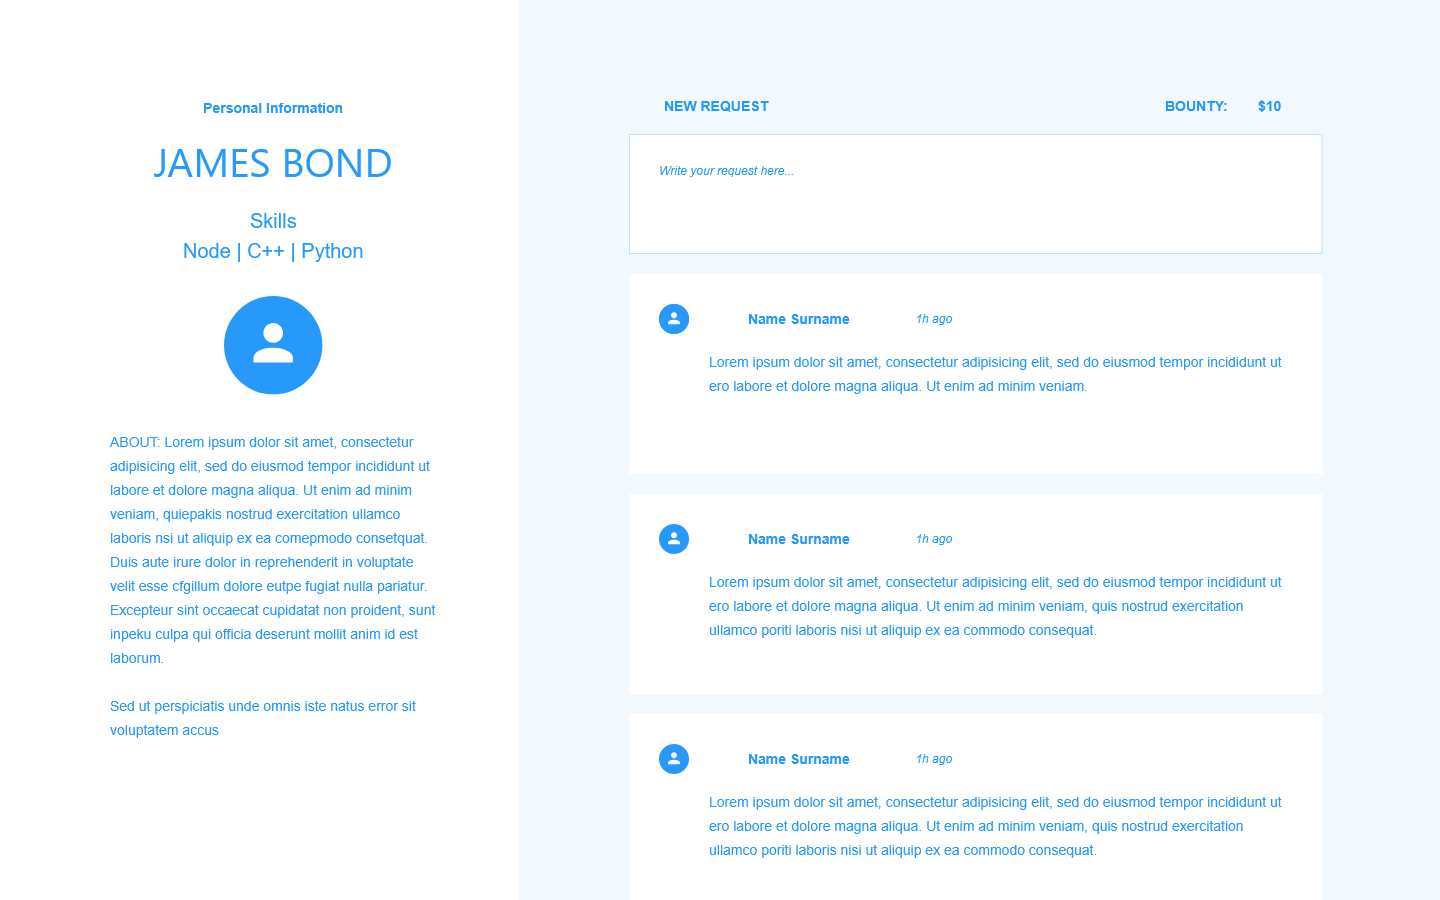 Personal Information
JAMES BOND
Skills
Node | C++ | Python
ABOUT: Lorem ipsum dolor sit amet, consectetur
adipisicing elit, sed do eiusmod tempor incididunt ut
labore et dolore magna aliqua. Ut enim ad minim
veniam, quiepakis nostrud exercitation ullamco
laboris nsi ut aliquip ex ea comepmodo consetquat.
Duis aute irure dolor in reprehenderit in voluptate
velit esse cfgillum dolore eutpe fugiat nulla pariatur.
Excepteur sint occaecat cupidatat non proident, sunt
inpeku culpa qui officia deserunt mollit anim id est
laborum.
Sed ut perspiciatis unde omnis iste natus error sit
voluptatem accus
NEW REQUEST BOUNTY: $10
Write your request here...
Name Surname 1h ago
Lorem ipsum dolor sit amet, consectetur adipisicing elit, sed do eiusmod tempor incididunt ut
ero labore et dolore magna aliqua. Ut enim ad minim veniam.
Name Surname 1h ago
Lorem ipsum dolor sit amet, consectetur adipisicing elit, sed do eiusmod tempor incididunt ut
ero labore et dolore magna aliqua. Ut enim ad minim veniam, quis nostrud exercitation
ullamco poriti laboris nisi ut aliquip ex ea commodo consequat.
Name Surname 1h ago
Lorem ipsum dolor sit amet, consectetur adipisicing elit, sed do eiusmod tempor incididunt ut
ero labore et dolore magna aliqua. Ut enim ad minim veniam, quis nostrud exercitation
ullamco poriti laboris nisi ut aliquip ex ea commodo consequat.